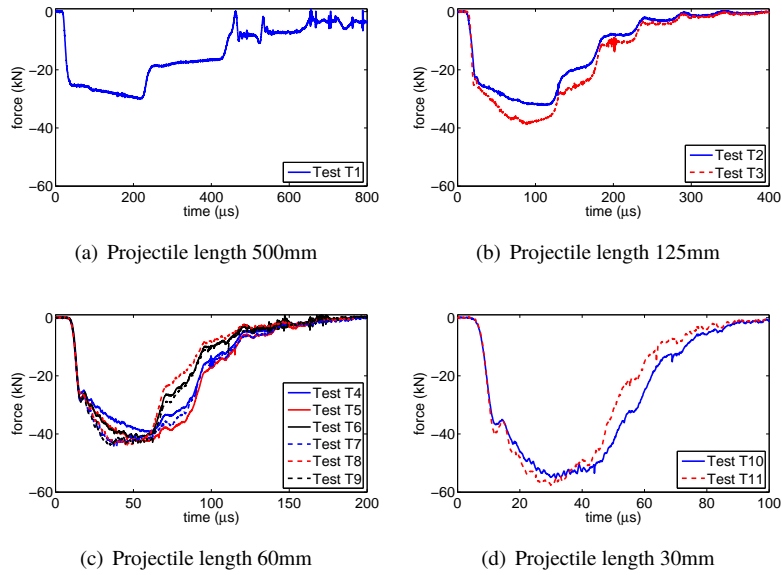 0
−20
−40
−60
force (kN)
0 200 400 600 800
time (μs)
Test T1
(a) Projectile length 500mm
0
−20
−40
−60
force (kN)
0 100 200 300 400
time (μs)
Test T2
Test T3
(b) Projectile length 125mm
0
−20
−40
−60
force (kN)
0 50 100 150 200
time (μs)
Test T4
Test T5
Test T6
Test T7
Test T8
Test T9
(c) Projectile length 60mm
0
−20
−40
−60
force (kN)
0 20 40 60 80 100
time (μs)
Test T10
Test T11
(d) Projectile length 30mm